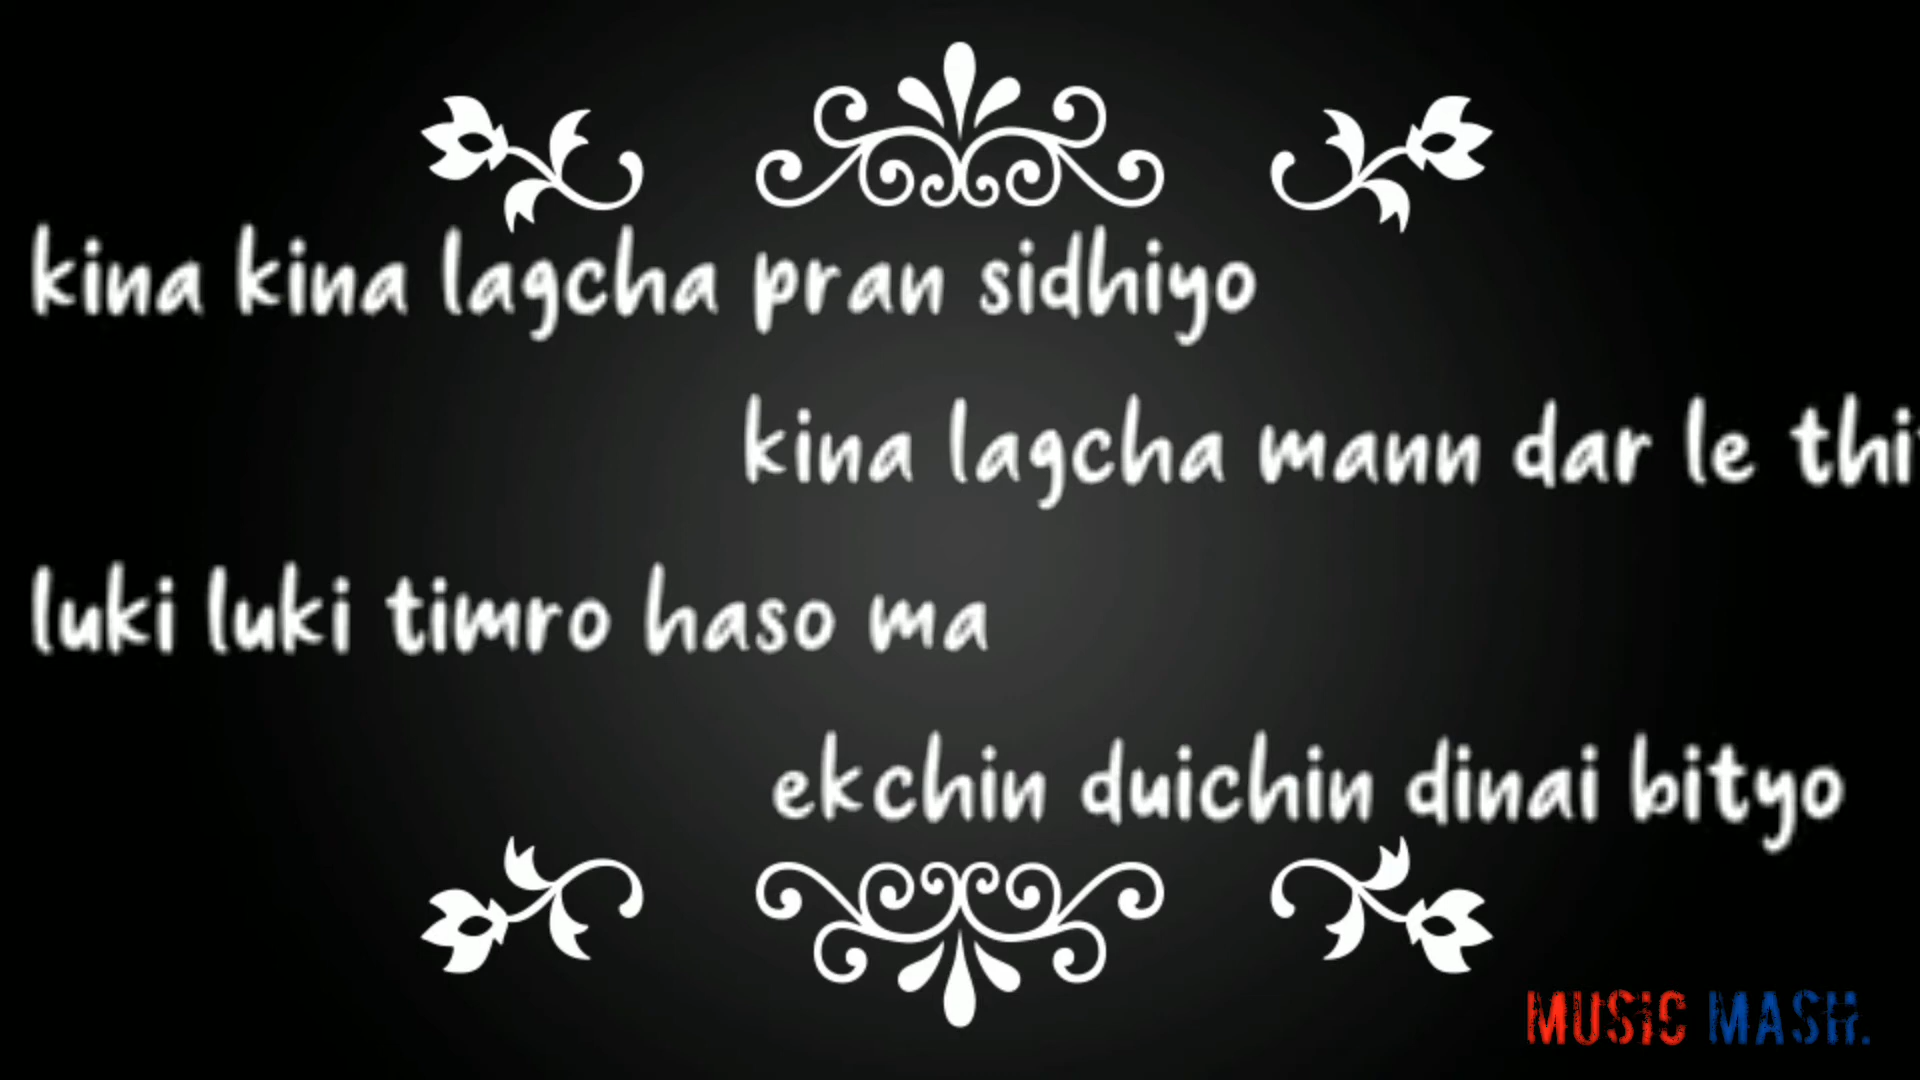 kina kina lagcha pran sidhiyo
kina lagcha mann dar le
luki luki timro haso ma
ekchin duichin dinai bityo
MUSIC MASH.